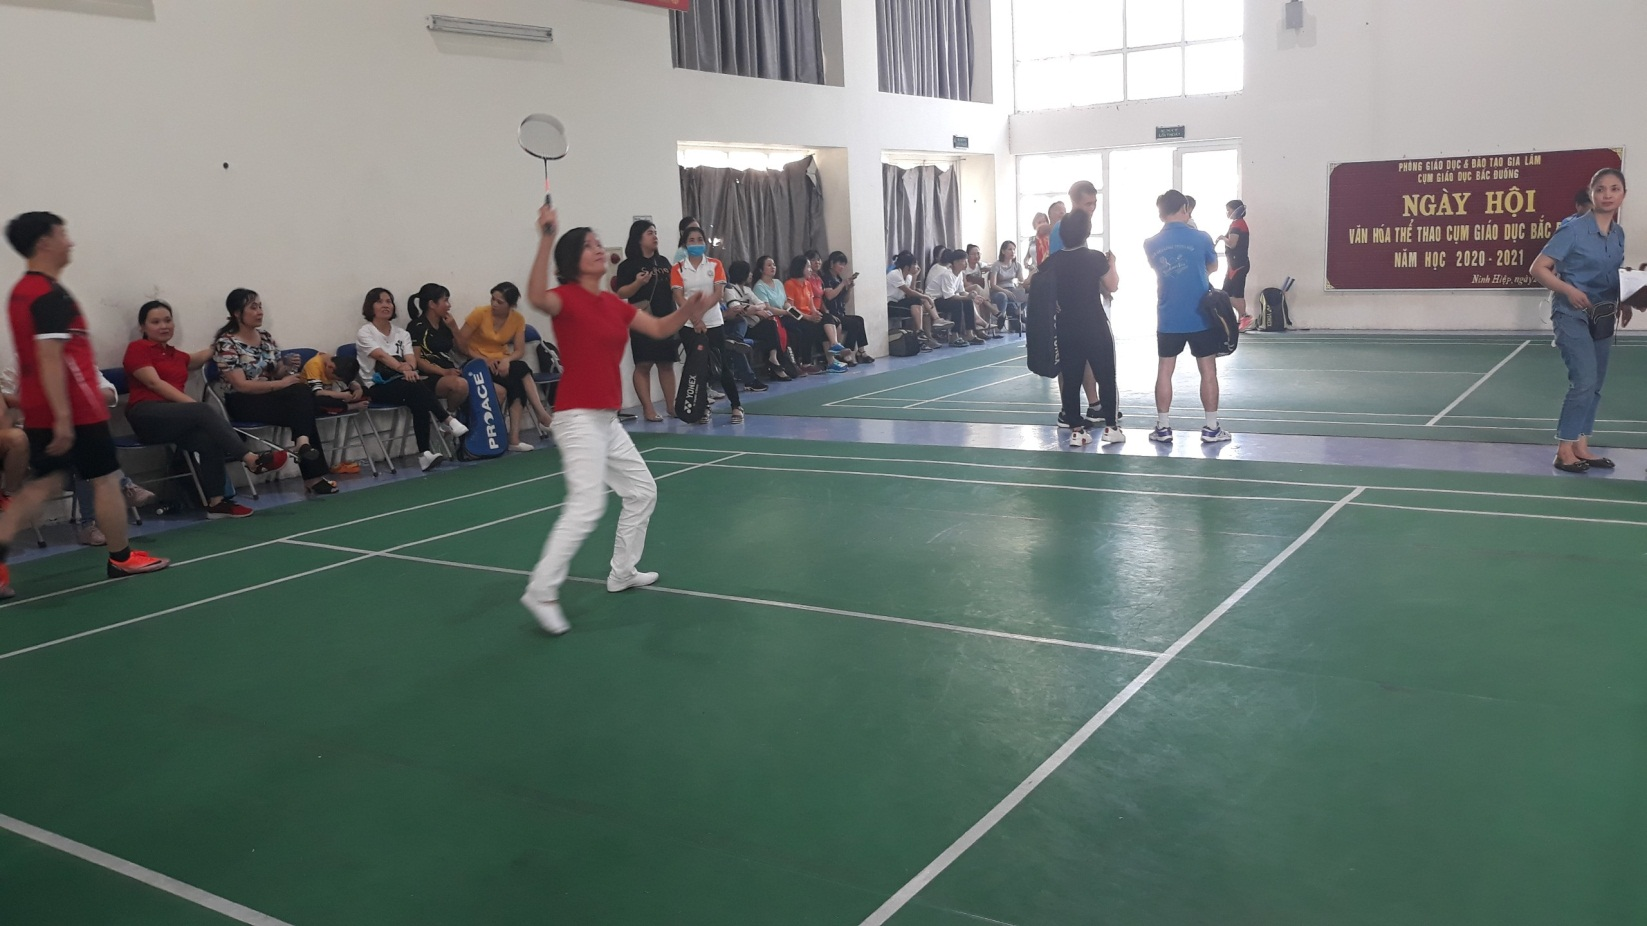 PHÒNG GIÁO DỤC & ĐÀO TẠO GIA LÂM
CỤM GIÁO DỤC BẮC ĐUỐNG
NGÀY HỘI
VĂN HÓA THỂ THAO CỤM GIÁO DỤC BẮC
NĂM HỌC 2020-2021
Ninh Hiệp, ngày
PROACE
YONEX